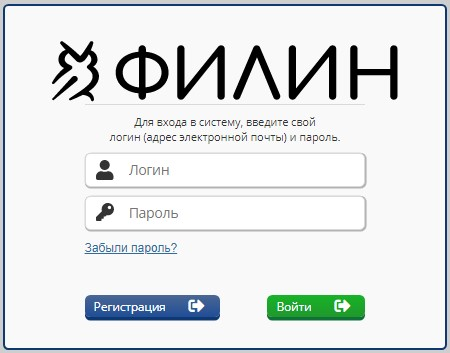 ФИЛИН
Для входа в систему, введите свой
логин (адрес электронной почты) и пароль.
Логин
Пароль
Забыли пароль?
Регистрация
Войти